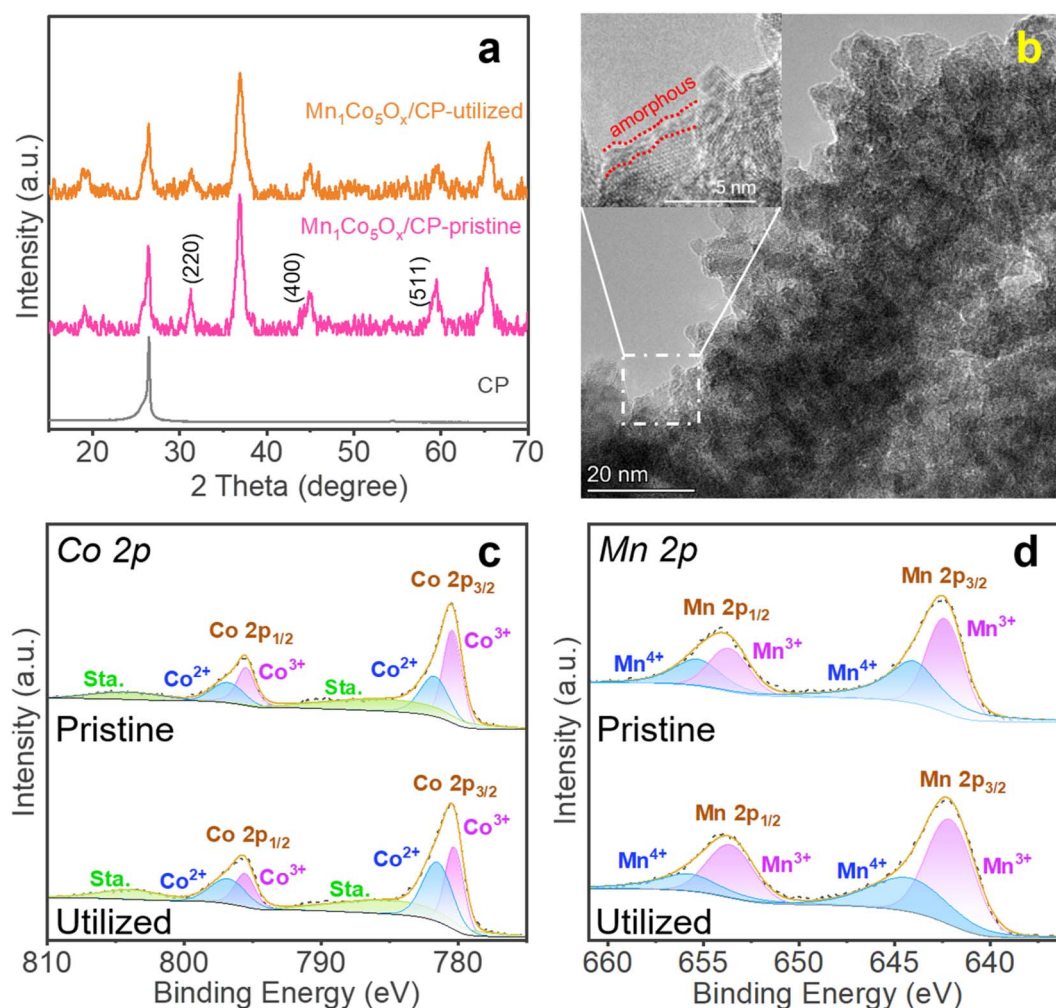 a
Mn₁Co₅Oₓ/CP-utilized
Mn₁Co₅Oₓ/CP-pristine
(220)
(400)
(511)
CP
Intensity (a.u.)
20 30 40 50 60 70
2 Theta (degree)
b
amorphous
5 nm
20 nm
Co 2p
c
Co 2p₃/₂
Co 2p₁/₂
Co³⁺
Co²⁺
Sta.
Co²⁺
Co³⁺
Sta.
Pristine
Co 2p₃/₂
Co 2p₁/₂
Co³⁺
Co²⁺
Sta.
Co²⁺
Co³⁺
Sta.
Utilized
Intensity (a.u.)
810 800 790 780
Binding Energy (eV)
Mn 2p
d
Mn 2p₃/₂
Mn 2p₁/₂
Mn³⁺
Mn⁴⁺
Mn³⁺
Mn⁴⁺
Pristine
Mn 2p₃/₂
Mn 2p₁/₂
Mn⁴⁺
Mn³⁺
Mn⁴⁺
Mn³⁺
Utilized
Intensity (a.u.)
660 655 650 645 640
Binding Energy (eV)